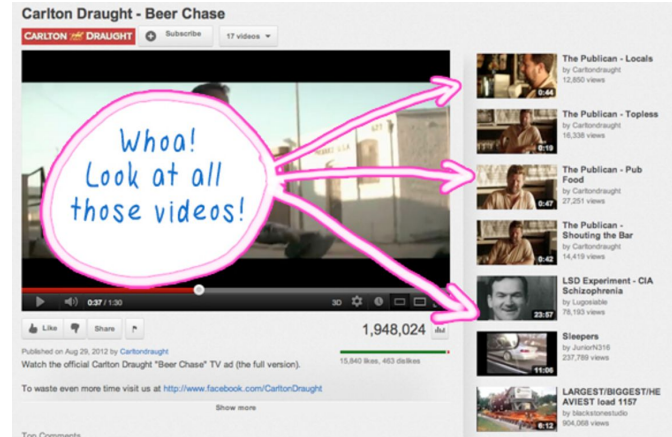 Carlton Draught - Beer Chase
CARLTON DRAUGHT
Subscribe
17 videos
Whoa!
Look at all
those videos!
0:37 / 1:30
3D
Like
Share
1,948,024
Published on Aug 29, 2012 by Carltondraught
15,840 likes, 463 dislikes
Watch the official Carlton Draught "Beer Chase" TV ad (the full version).
To waste even more time visit us at http://www.facebook.com/CarltonDraught
Show more
Top Comments
The Publican - Locals
by Carltondraught
12,850 views
0:44
The Publican - Topless
by Carltondraught
16,338 views
0:19
The Publican - Pub
Food
by Carltondraught
27,251 views
0:47
The Publican -
Shouting the Bar
by Carltondraught
14,419 views
0:42
LSD Experiment - CIA
Schizophrenia
by Lugosiable
78,193 views
23:57
Sleepers
by JuniorN316
237,789 views
11:06
LARGEST/BIGGEST/HE
AVIEST load 1157
by blackstonestudio
904,068 views
6:12